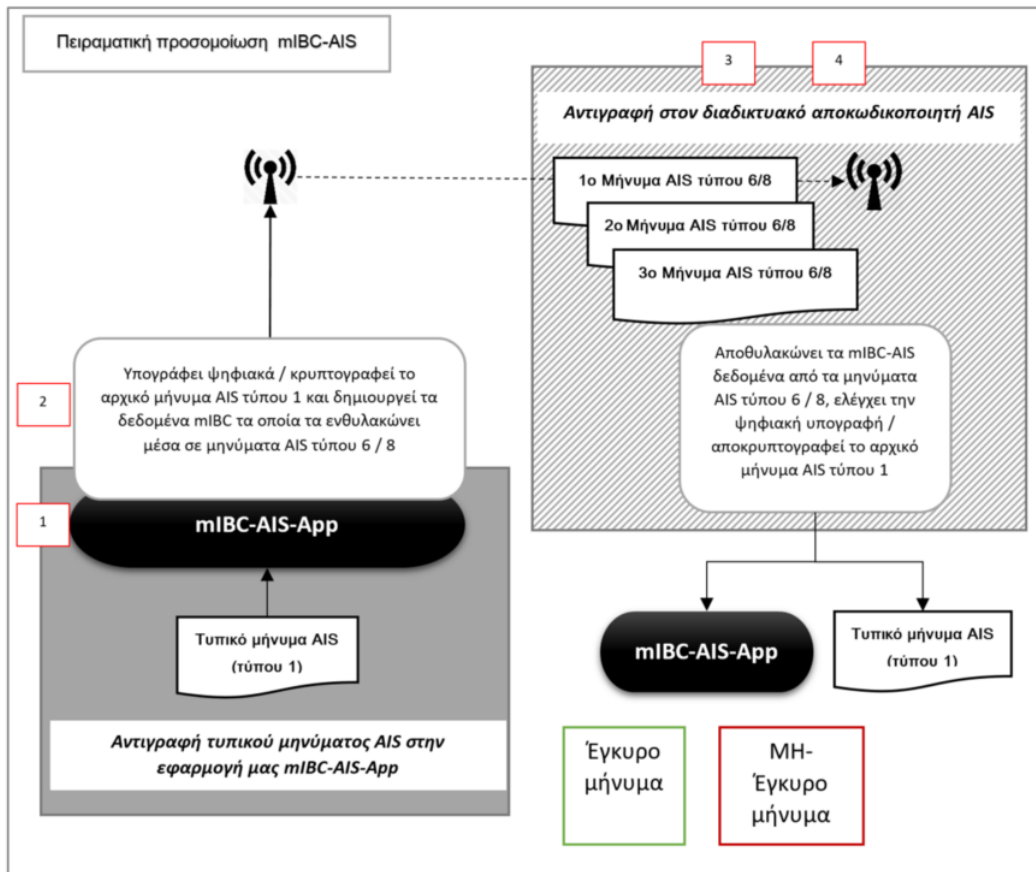 Πειραματική προσομοίωση mIBC-AIS
3
4
Αντιγραφή στον διαδικτυακό αποκωδικοποιητή AIS
1ο Μήνυμα AIS τύπου 6/8
2ο Μήνυμα AIS τύπου 6/8
3ο Μήνυμα AIS τύπου 6/8
2
Υπογράφει ψηφιακά / κρυπτογραφεί το
αρχικό μήνυμα AIS τύπου 1 και δημιουργεί τα
δεδομένα mIBC τα οποία τα ενθυλακώνει
μέσα σε μηνύματα AIS τύπου 6 / 8
Αποθυλακώνει τα mIBC-AIS
δεδομένα από τα μηνύματα
AIS τύπου 6 / 8, ελέγχει την
ψηφιακή υπογραφή /
αποκρυπτογραφεί το αρχικό
μήνυμα AIS τύπου 1
1
mIBC-AIS-App
Τυπικό μήνυμα AIS
(τύπου 1)
Αντιγραφή τυπικού μηνύματος AIS στην
εφαρμογή μας mIBC-AIS-App
mIBC-AIS-App
Τυπικό μήνυμα AIS
(τύπου 1)
Έγκυρο
μήνυμα
ΜΗ-
Έγκυρο
μήνυμα